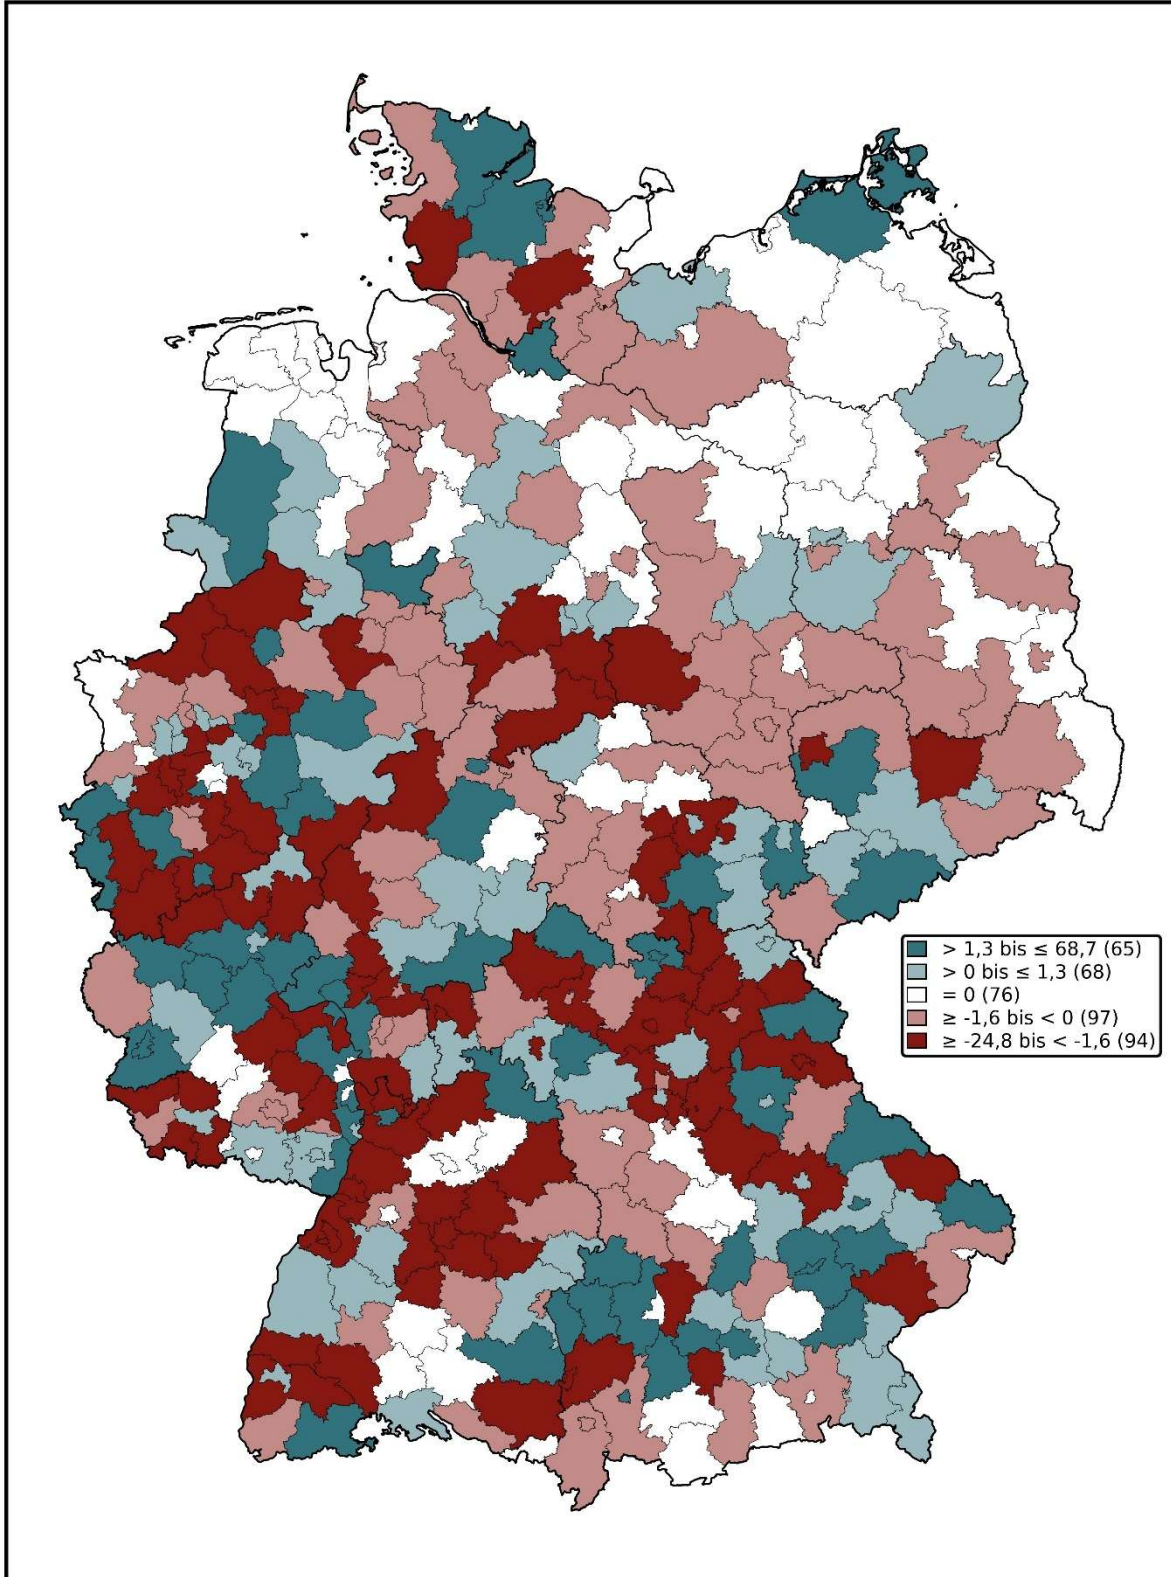 > 1,3 bis ≤ 68,7 (65)
> 0 bis ≤ 1,3 (68)
= 0 (76)
≥ -1,6 bis < 0 (97)
≥ -24,8 bis < -1,6 (94)